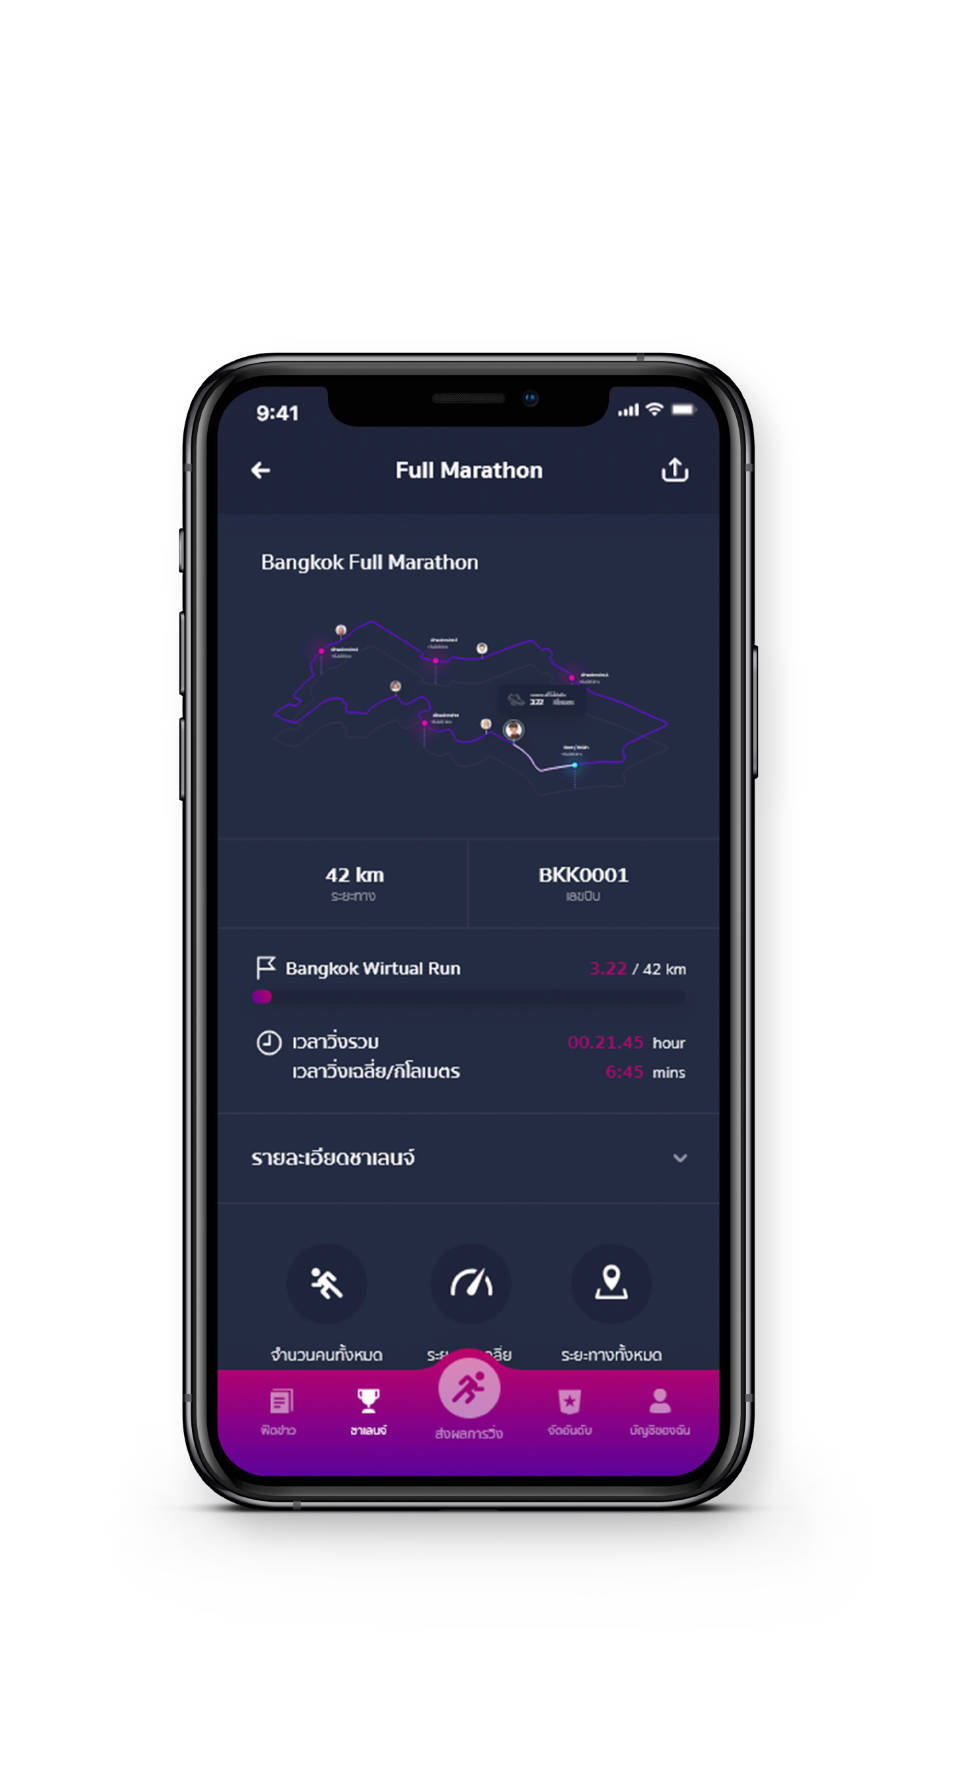 9:41
Full Marathon
Bangkok Full Marathon
3.22
42 km
ระยะทาง
BKK0001
เลขบิบ
Bangkok Wirtual Run 3.22 / 42 km
เวลาวิ่งรวม 00.21.45 hour
เวลาวิ่งเฉลี่ย/กิโลเมตร 6:45 mins
รายละเอียดชาเลนจ์
จำนวนคนทั้งหมด
ระยะทางทั้งหมด
ฟีดข่าว
ชาเลนจ์
ส่งผลการวิ่ง
จัดอันดับ
บัญชีของฉัน